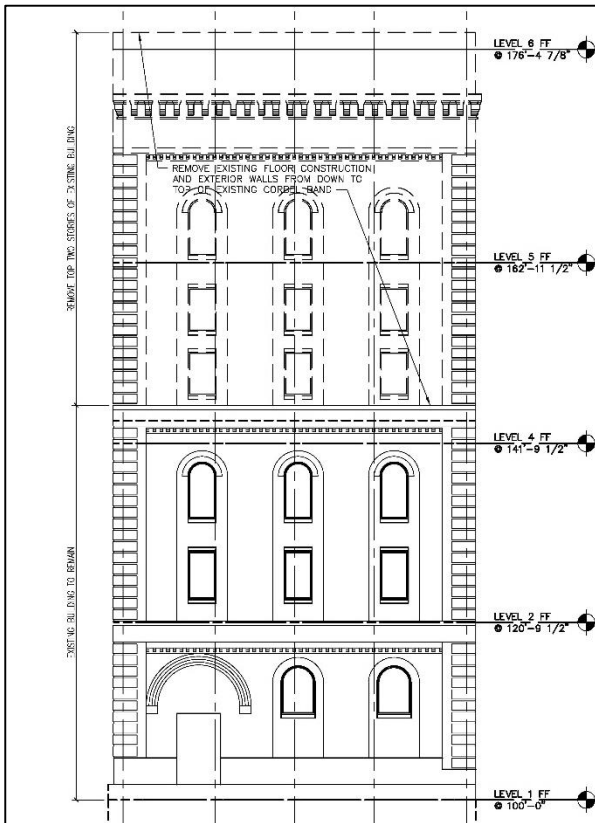 LEVEL 6 FF
@ 176'-4 7/8"
REMOVE EXISTING FLOOR CONSTRUCTION
AND EXTERIOR WALLS FROM DOWN TO
TOP OF EXISTING CORBEL BAND
REMOVE TOP TWO STORIES OF EXISTING BUILDING
LEVEL 5 FF
@ 162'-11 1/2"
LEVEL 4 FF
@ 141'-9 1/2"
EXISTING BUILDING TO REMAIN
LEVEL 2 FF
@ 120'-9 1/2"
LEVEL 1 FF
@ 100'-0"